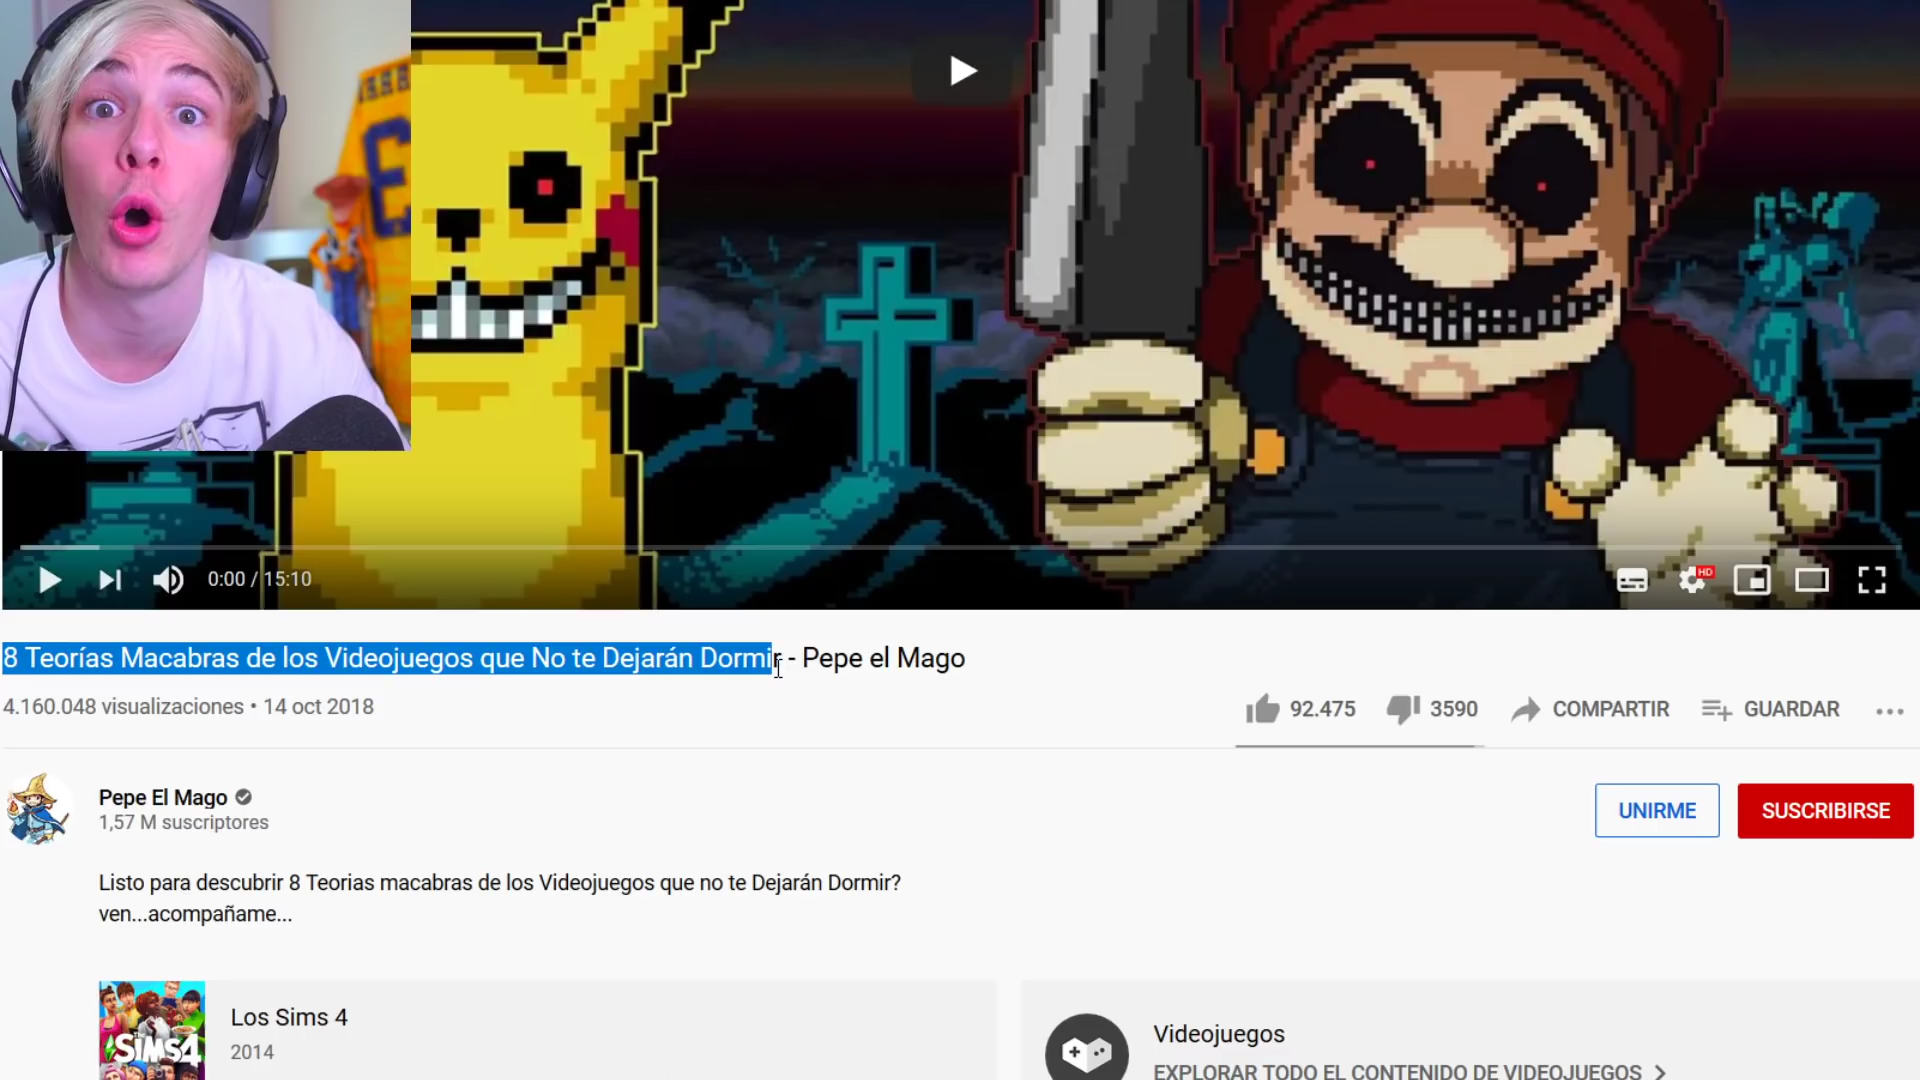 E
0:00 / 15:10
HD
8 Teorías Macabras de los Videojuegos que No te Dejarán Dormir - Pepe el Mago
4.160.048 visualizaciones • 14 oct 2018
92.475
3590
COMPARTIR
GUARDAR
Pepe El Mago
1,57 M suscriptores
UNIRME
SUSCRIBIRSE
Listo para descubrir 8 Teorias macabras de los Videojuegos que no te Dejarán Dormir?
ven...acompañame...
SiMS4
Los Sims 4
2014
Videojuegos
EXPLORAR TODO EL CONTENIDO DE VIDEOJUEGOS